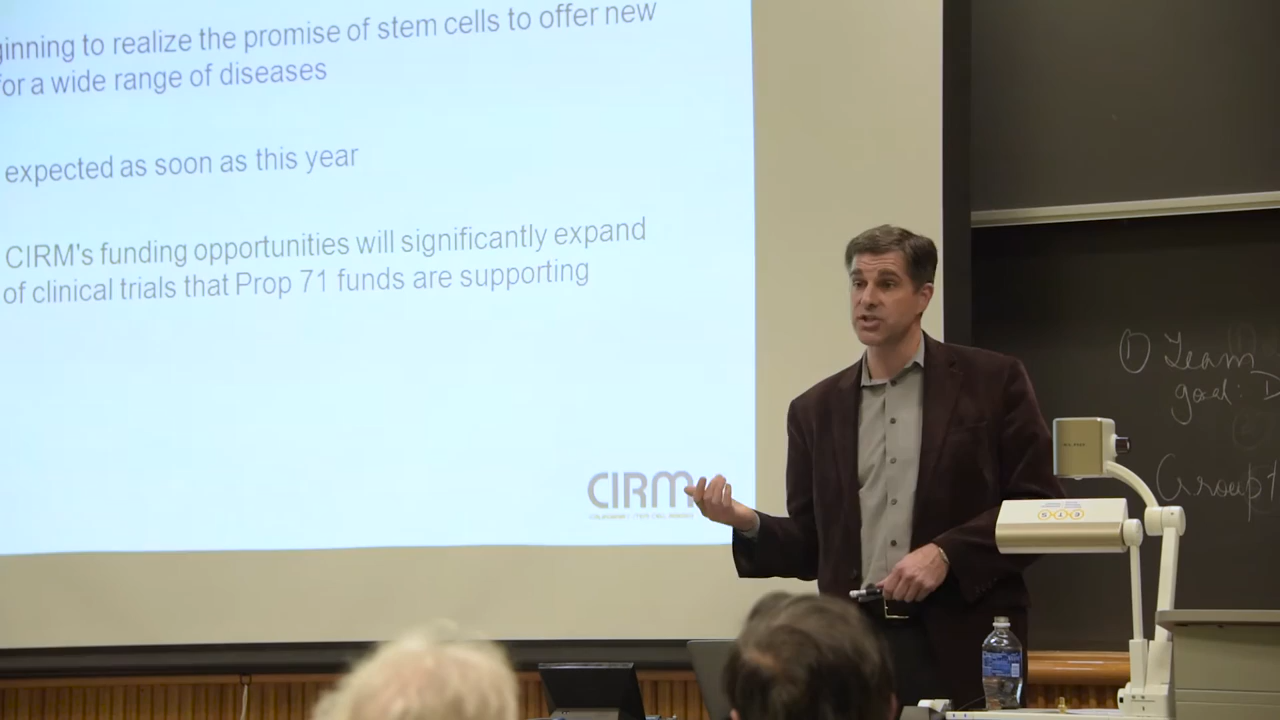 ginning to realize the promise of stem cells to offer new
for a wide range of diseases
expected as soon as this year
CIRM's funding opportunities will significantly expand
of clinical trials that Prop 71 funds are supporting
CIRM
① Team
goal: D
Group